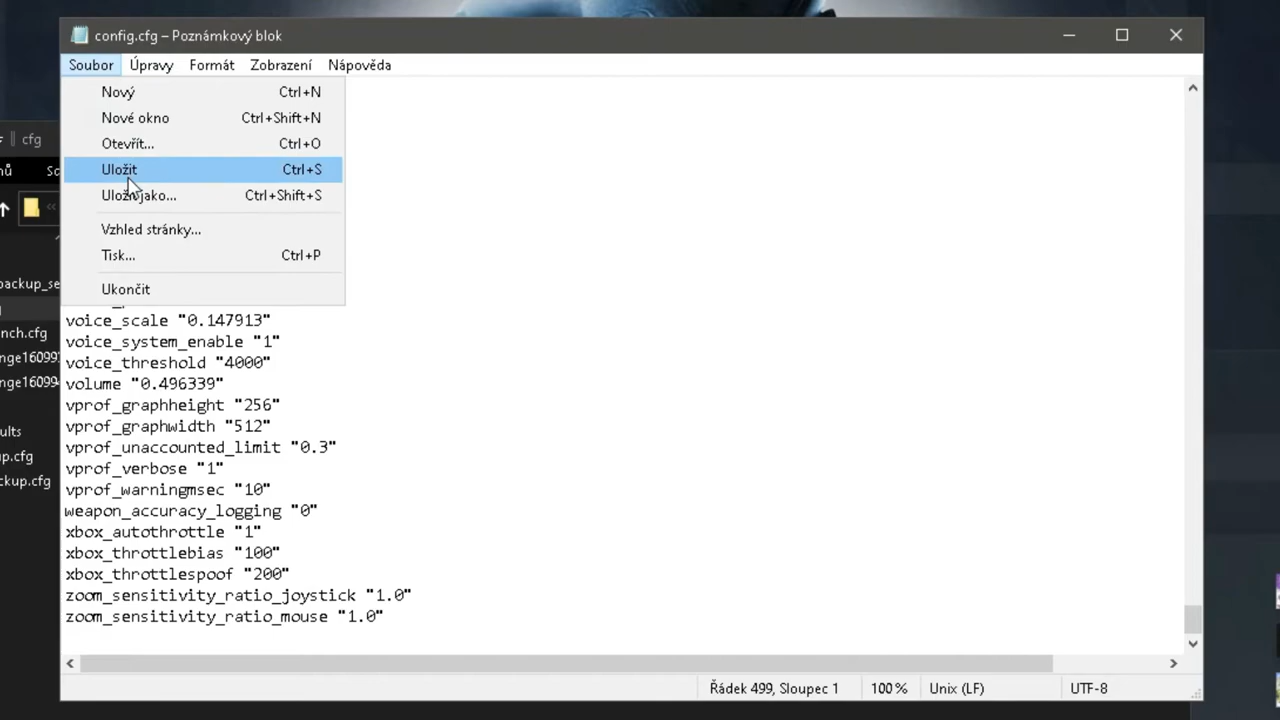 config.cfg – Poznámkový blok
Soubor Úpravy Formát Zobrazení Nápověda
Nový Ctrl+N
Nové okno Ctrl+Shift+N
Otevřít... Ctrl+O
Uložit Ctrl+S
Uložit jako... Ctrl+Shift+S
Vzhled stránky...
Tisk... Ctrl+P
Ukončit
cfg
voice_scale "0.147913"
voice_system_enable "1"
voice_threshold "4000"
volume "0.496339"
vprof_graphheight "256"
vprof_graphwidth "512"
vprof_unaccounted_limit "0.3"
vprof_verbose "1"
vprof_warningmsec "10"
weapon_accuracy_logging "0"
xbox_autothrottle "1"
xbox_throttlebias "100"
xbox_throttlespoof "200"
zoom_sensitivity_ratio_joystick "1.0"
zoom_sensitivity_ratio_mouse "1.0"
Řádek 499, Sloupec 1 100% Unix (LF) UTF-8